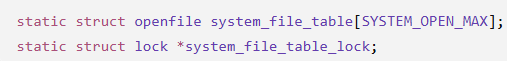 static struct openfile system_file_table[SYSTEM_OPEN_MAX];
static struct lock *system_file_table_lock;